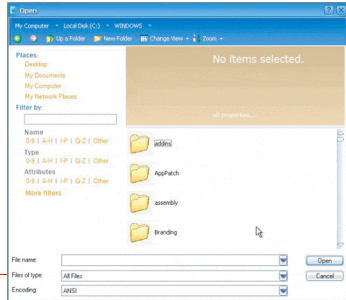 Open
My Computer Local Disk (C:) WINDOWS
Up a Folder New Folder Change View Zoom
Places:
Desktop
My Documents
My Computer
My Network Places
Filter by:
Name
0-9 | A-H | I-P | Q-Z | Other
Type
0-9 | A-H | I-P | Q-Z | Other
Attributes
0-9 | A-H | I-P | Q-Z | Other
More filters
No items selected.
all properties...
addins
AppPatch
assembly
Branding
File name:
Open
Files of type: All Files
Cancel
Encoding: ANSI